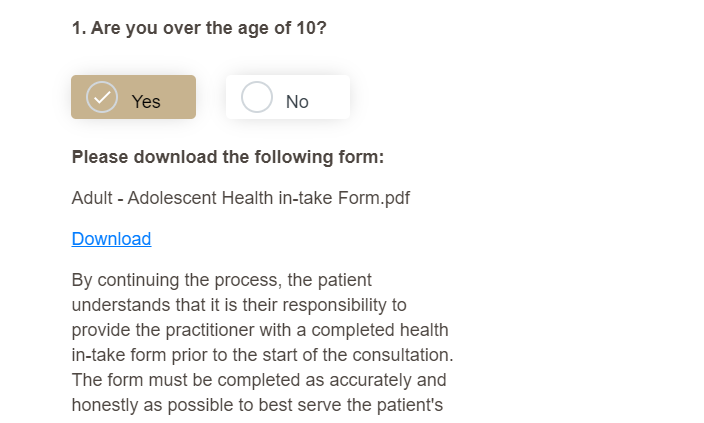 1. Are you over the age of 10?
Yes
No
Please download the following form:
Adult - Adolescent Health in-take Form.pdf
Download
By continuing the process, the patient
understands that it is their responsibility to
provide the practitioner with a completed health
in-take form prior to the start of the consultation.
The form must be completed as accurately and
honestly as possible to best serve the patient's